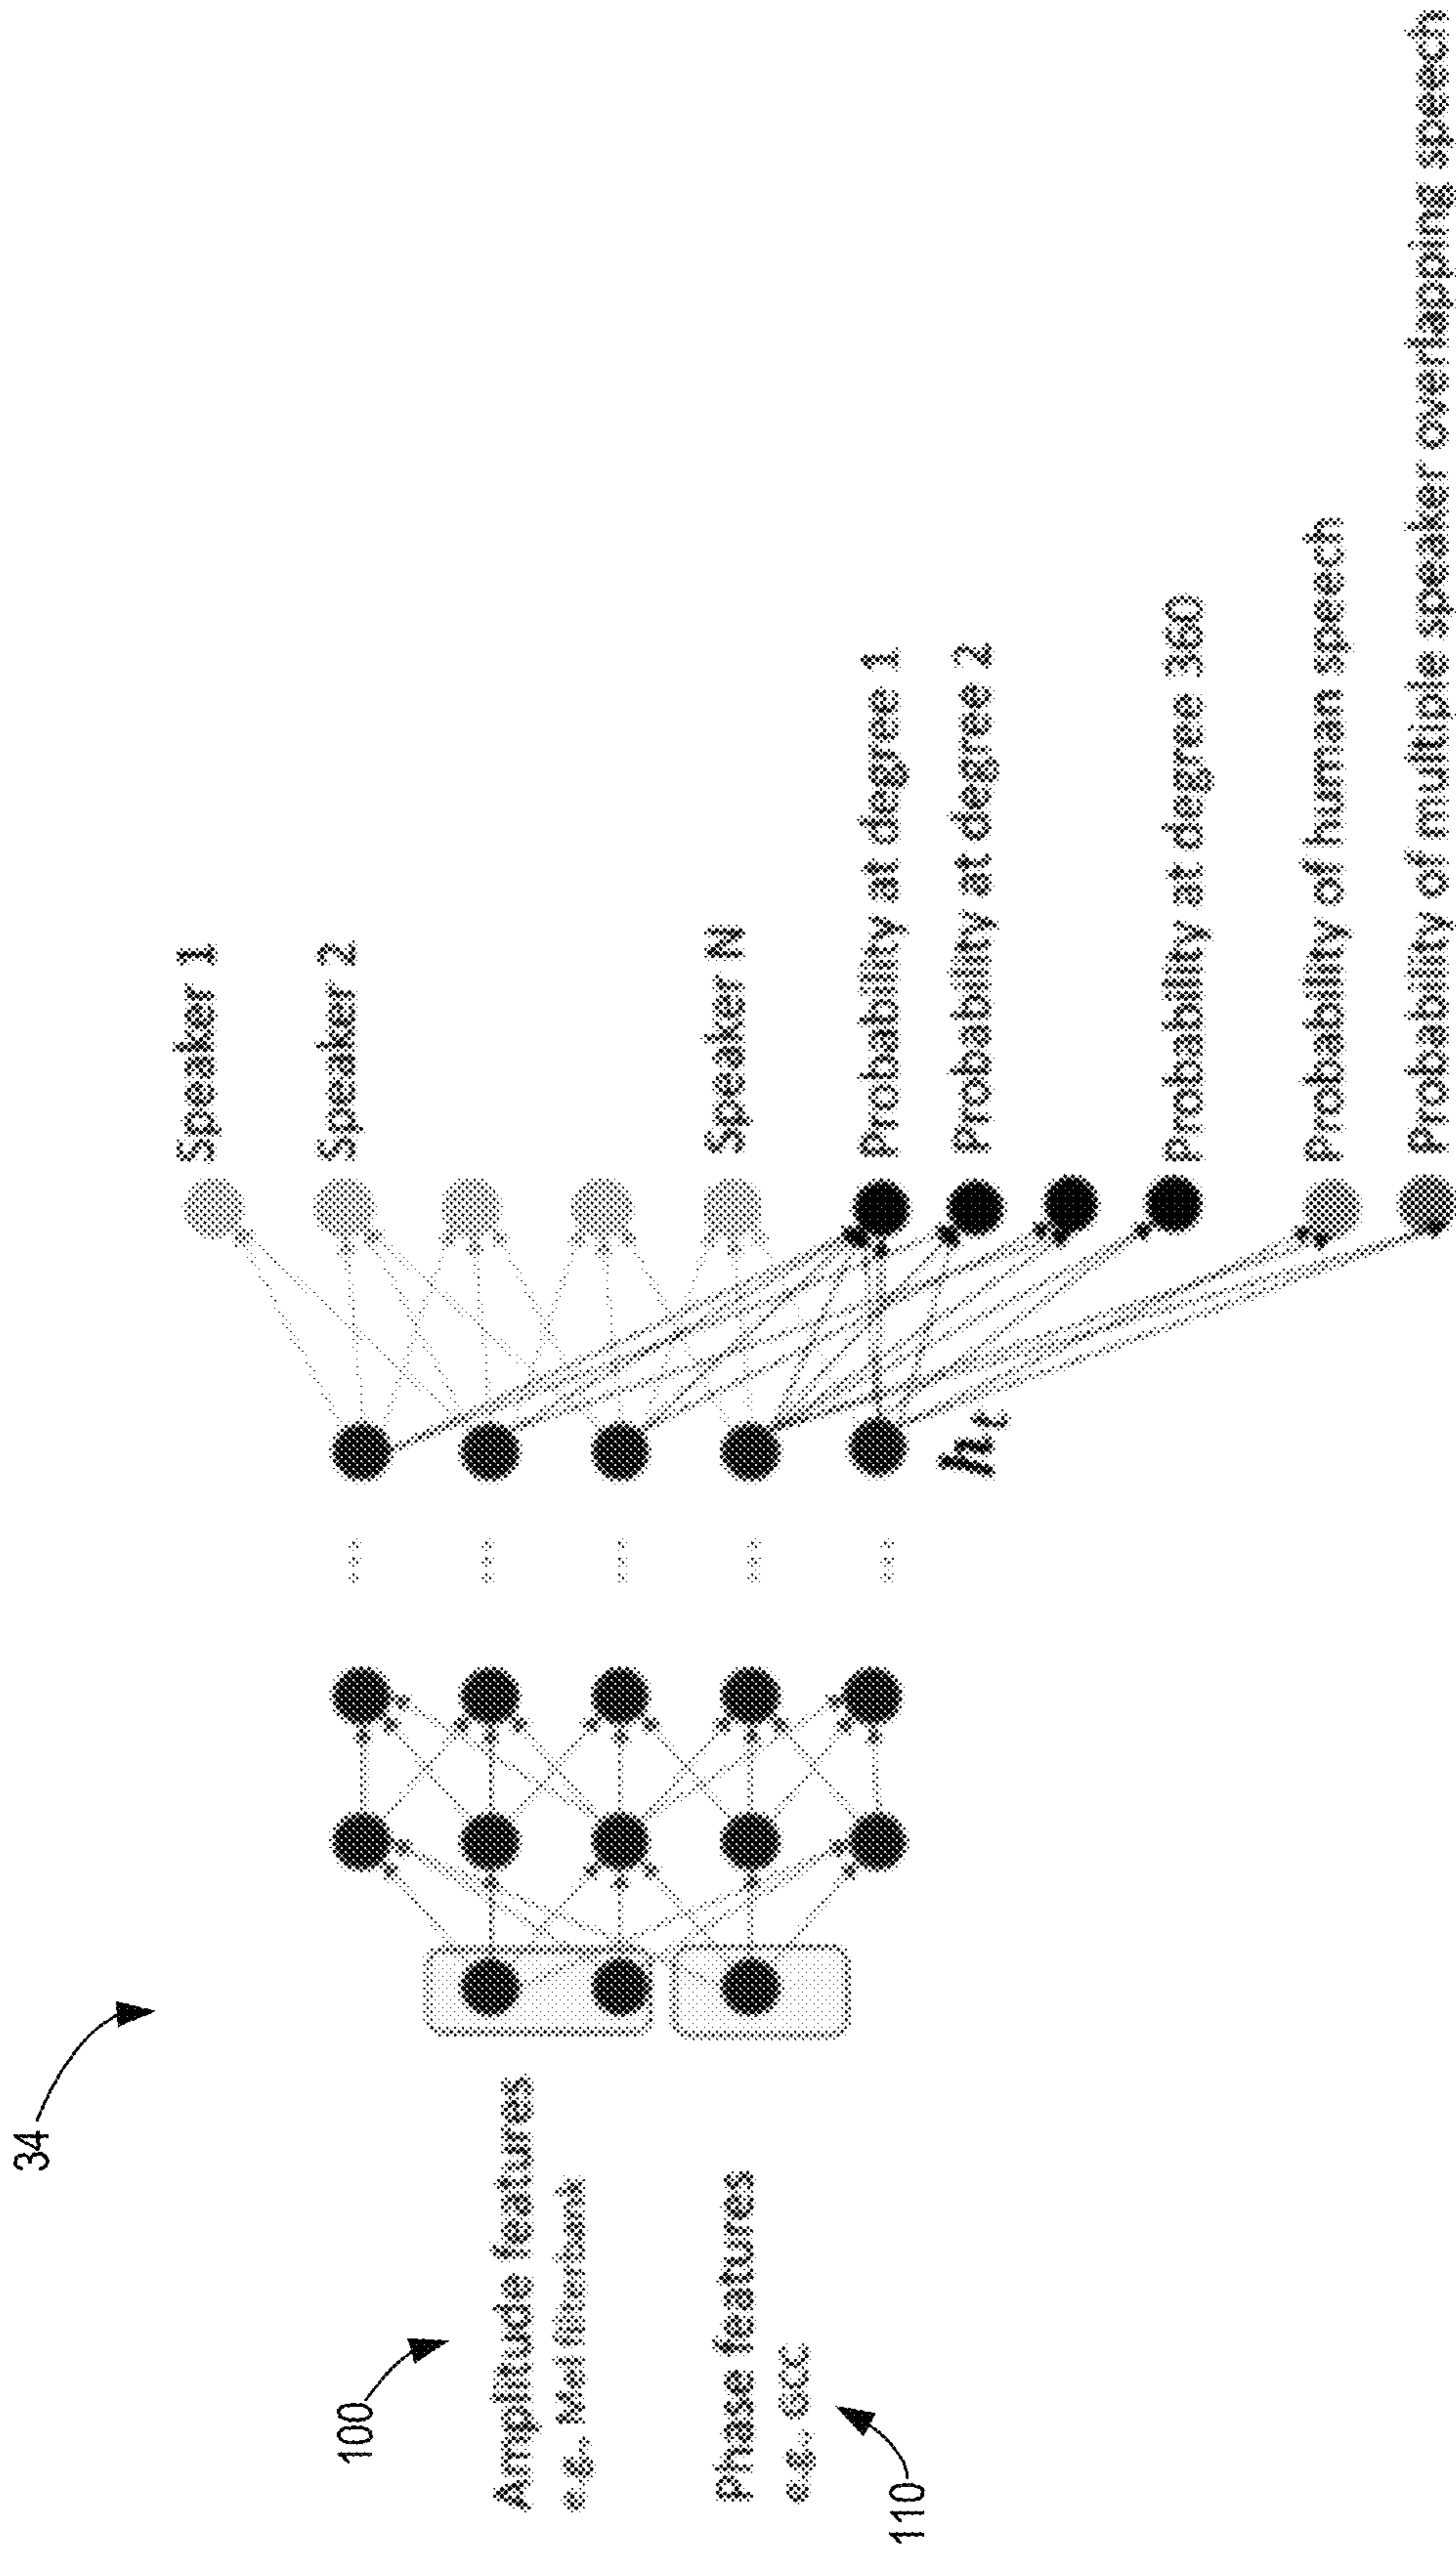 34
100
Amplitude features
e.g., Mel filterbank
Phase features
e.g., GCC
110
h_t
Speaker 1
Speaker 2
Speaker N
Probability at degree 1
Probability at degree 2
Probability at degree 360
Probability of human speech
Probability of multiple speaker overlapping speech